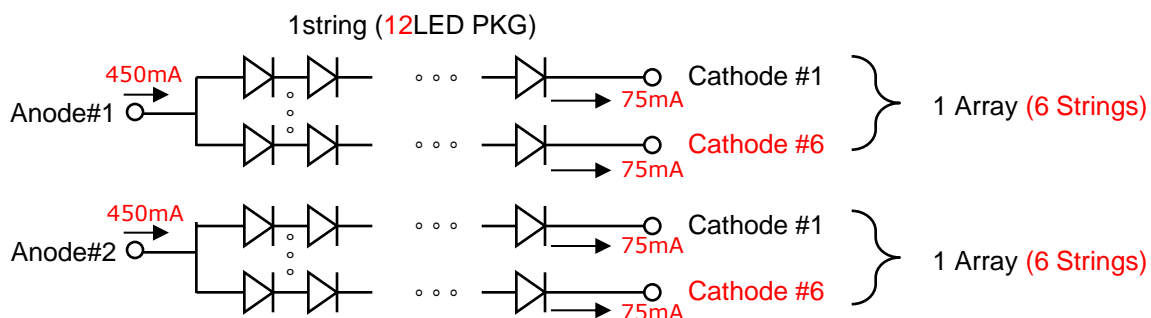 1string (12LED PKG)
450mA
Anode#1
Cathode #1
75mA
Cathode #6
75mA
1 Array (6 Strings)
450mA
Anode#2
Cathode #1
75mA
Cathode #6
75mA
1 Array (6 Strings)